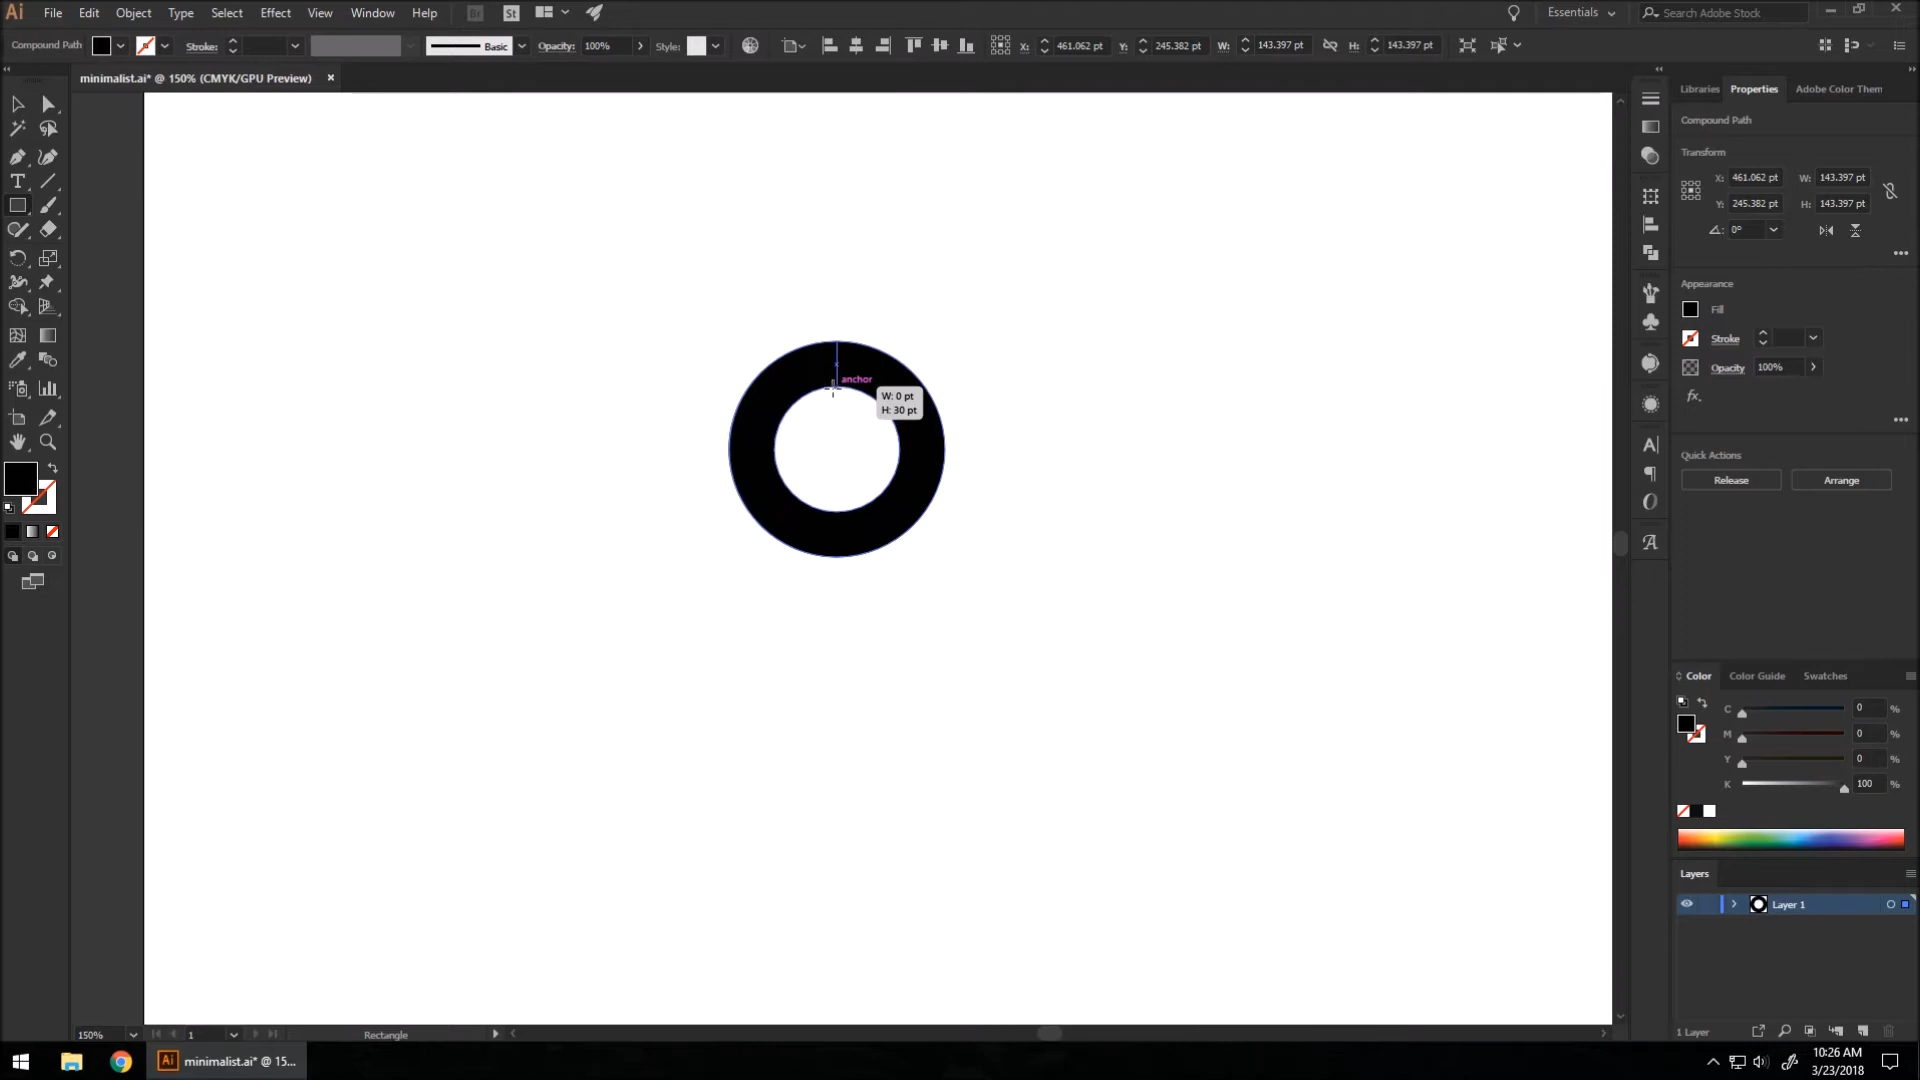 Ai File Edit Object Type Select Effect View Window Help Br St Essentials Search Adobe Stock
Compound Path Stroke: Basic Opacity: 100% Style: X: 461.062 pt Y: 245.382 pt W: 143.397 pt H: 143.397 pt
minimalist.ai* @ 150% (CMYK/GPU Preview) ×
Libraries Properties Adobe Color Them
Compound Path
Transform
X: 461.062 pt W: 143.397 pt
Y: 245.382 pt H: 143.397 pt
0°
Appearance
Fill
Stroke
Opacity 100%
fx.
anchor
W: 0 pt
H: 30 pt
Quick Actions
Release Arrange
Color Color Guide Swatches
C 0 %
M 0 %
Y 0 %
K 100 %
Layers
Layer 1
1 Layer
150% 1 Rectangle
Ai minimalist.ai* @ 15...
10:26 AM
3/23/2018